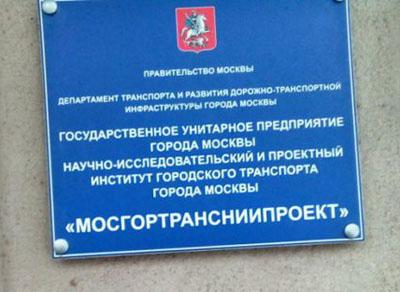 ПРАВИТЕЛЬСТВО МОСКВЫ
ДЕПАРТАМЕНТ ТРАНСПОРТА И РАЗВИТИЯ ДОРОЖНО-ТРАНСПОРТНОЙ
ИНФРАСТРУКТУРЫ ГОРОДА МОСКВЫ
ГОСУДАРСТВЕННОЕ УНИТАРНОЕ ПРЕДПРИЯТИЕ
ГОРОДА МОСКВЫ
НАУЧНО-ИССЛЕДОВАТЕЛЬСКИЙ И ПРОЕКТНЫЙ
ИНСТИТУТ ГОРОДСКОГО ТРАНСПОРТА
ГОРОДА МОСКВЫ
«МОСГОРТРАНСНИИПРОЕКТ»